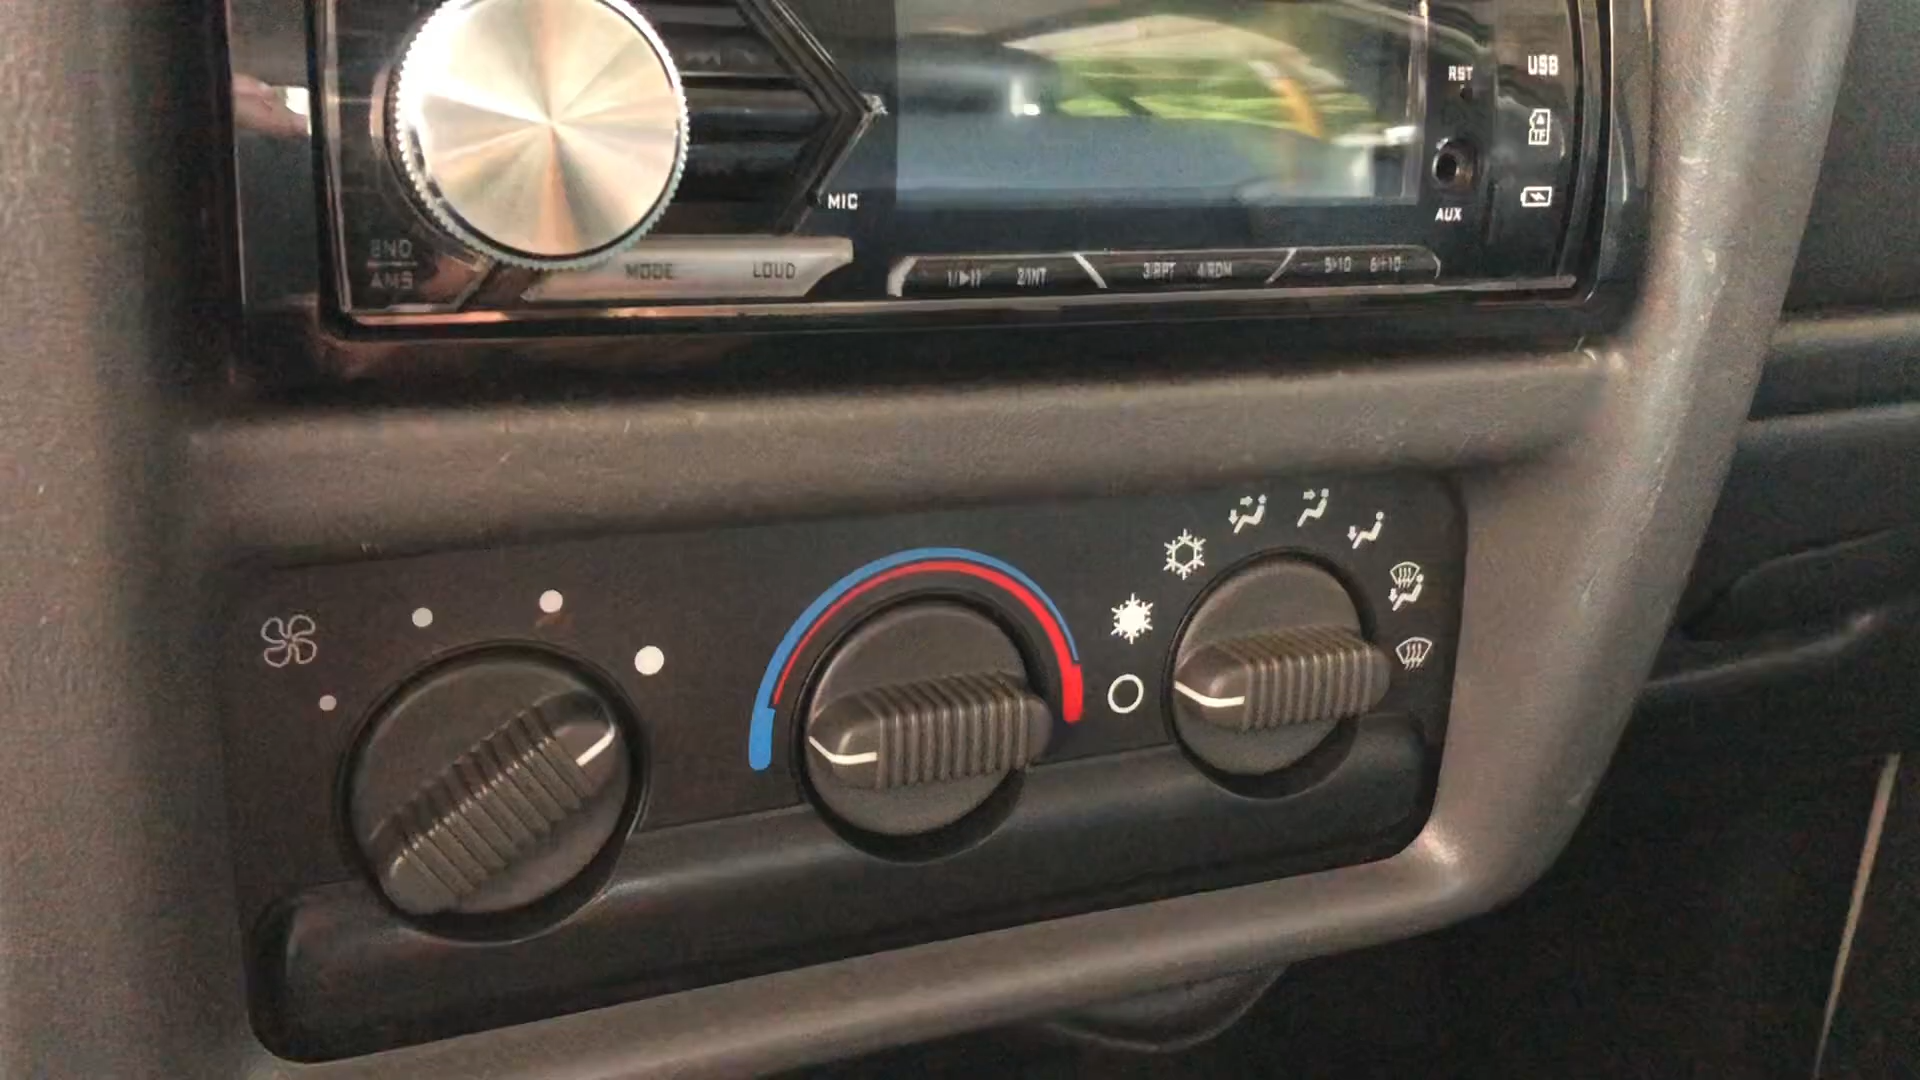 USB
RST
TF
MIC
AUX
BND
AMS
MODE
LOUD
1/▶||
2/INT
3/RPT
4/RDM
5/-10
6/+10